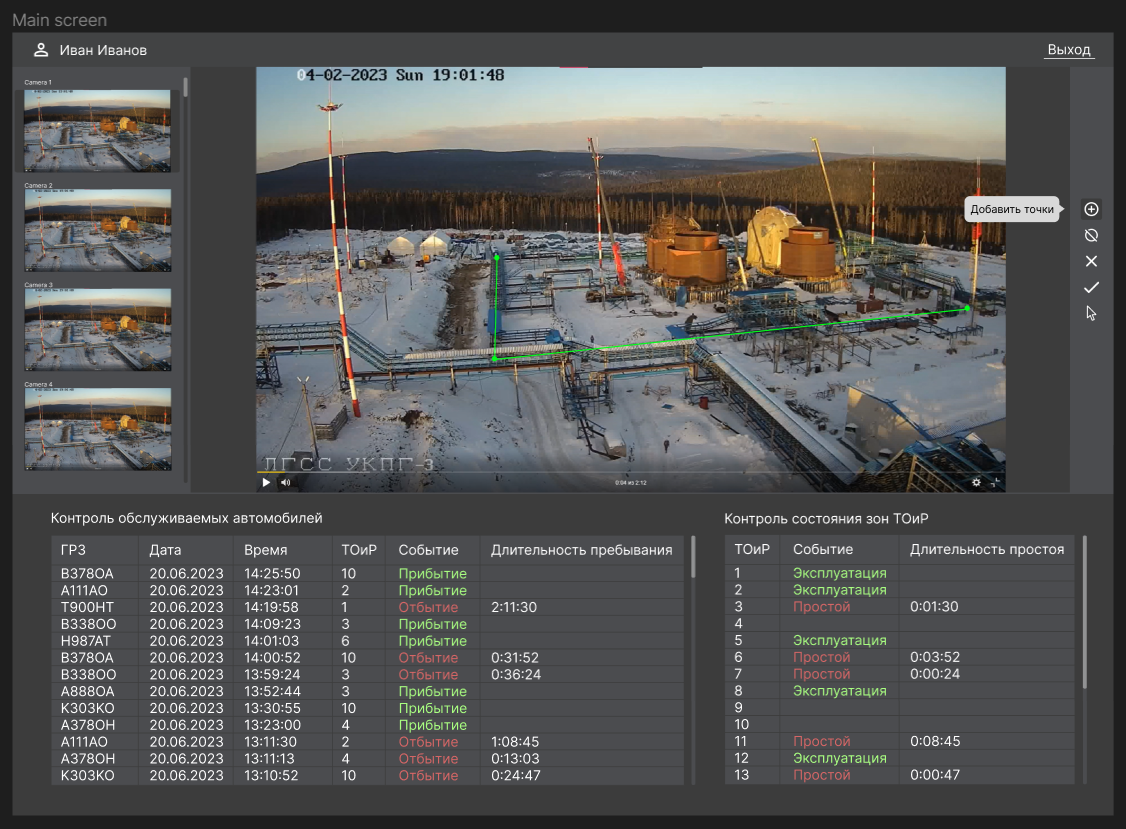 Main screen
Иван Иванов
Выход
Camera 1
Camera 2
Camera 3
Camera 4
04-02-2023 Sun 19:01:48
Добавить точки
ЛГСС УКПГ-3
0:04 из 2:12
Контроль обслуживаемых автомобилей
ГРЗ Дата Время ТОиР Событие Длительность пребывания
В378ОА 20.06.2023 14:25:50 10 Прибытие
А111АО 20.06.2023 14:23:01 2 Прибытие
Т900НТ 20.06.2023 14:19:58 1 Отбытие 2:11:30
В338ОО 20.06.2023 14:09:23 3 Прибытие
Н987АТ 20.06.2023 14:01:03 6 Прибытие
В378ОА 20.06.2023 14:00:52 10 Отбытие 0:31:52
В338ОО 20.06.2023 13:59:24 3 Отбытие 0:36:24
А888ОА 20.06.2023 13:52:44 3 Прибытие
К303КО 20.06.2023 13:30:55 10 Прибытие
А378ОН 20.06.2023 13:23:00 4 Прибытие
А111АО 20.06.2023 13:11:30 2 Отбытие 1:08:45
А378ОН 20.06.2023 13:11:13 4 Отбытие 0:13:03
К303КО 20.06.2023 13:10:52 10 Отбытие 0:24:47
Контроль состояния зон ТОиР
ТОиР Событие Длительность простоя
1 Эксплуатация
2 Эксплуатация
3 Простой 0:01:30
4
5 Эксплуатация
6 Простой 0:03:52
7 Простой 0:00:24
8 Эксплуатация
9
10
11 Простой 0:08:45
12 Эксплуатация
13 Простой 0:00:47